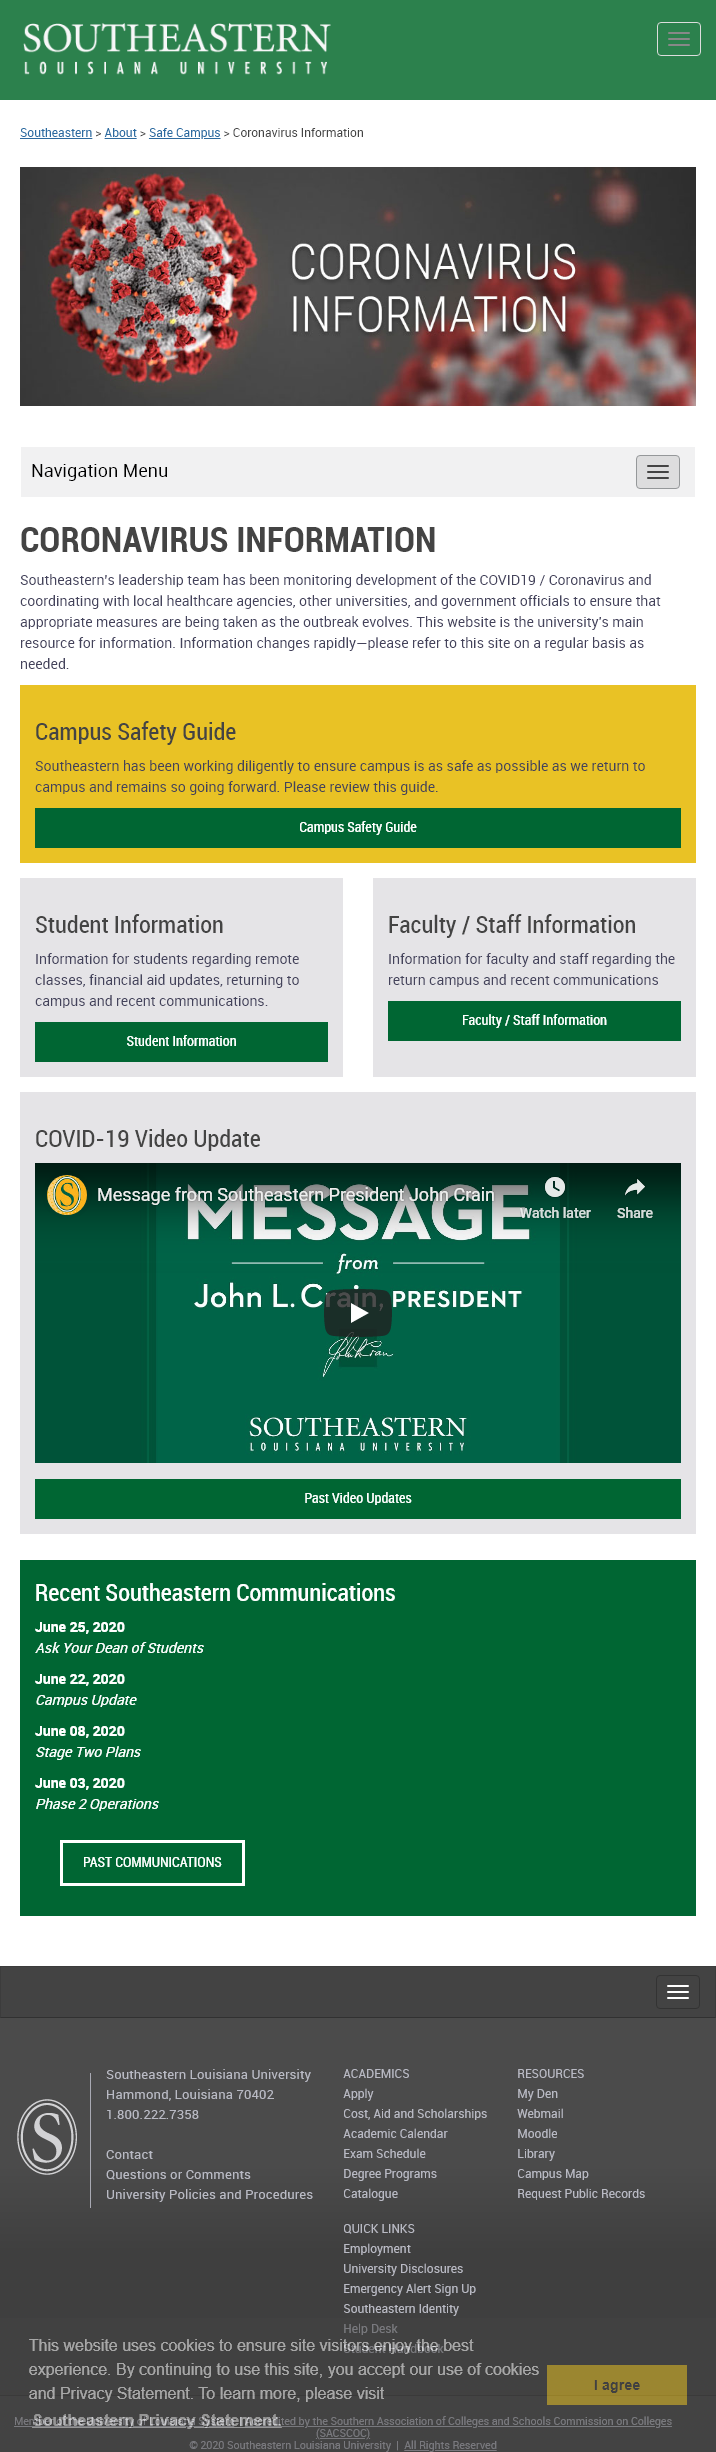 SOUTHEASTERN
LOUISIANA UNIVERSITY
Southeastern > About > Safe Campus > Coronavirus Information
CORONAVIRUS
INFORMATION
Navigation Menu
CORONAVIRUS INFORMATION
Southeastern's leadership team has been monitoring development of the COVID19 / Coronavirus and
coordinating with local healthcare agencies, other universities, and government officials to ensure that
appropriate measures are being taken as the outbreak evolves. This website is the university's main
resource for information. Information changes rapidly—please refer to this site on a regular basis as
needed.
Campus Safety Guide
Southeastern has been working diligently to ensure campus is as safe as possible as we return to
campus and remains so going forward. Please review this guide.
Campus Safety Guide
Student Information
Information for students regarding remote
classes, financial aid updates, returning to
campus and recent communications.
Student Information
Faculty / Staff Information
Information for faculty and staff regarding the
return campus and recent communications
Faculty / Staff Information
COVID-19 Video Update
Message from Southeastern President John Crain
Watch later
Share
MESSAGE
from
John L. Crain, PRESIDENT
SOUTHEASTERN
LOUISIANA UNIVERSITY
Past Video Updates
Recent Southeastern Communications
June 25, 2020
Ask Your Dean of Students
June 22, 2020
Campus Update
June 08, 2020
Stage Two Plans
June 03, 2020
Phase 2 Operations
PAST COMMUNICATIONS
Southeastern Louisiana University
Hammond, Louisiana 70402
1.800.222.7358
Contact
Questions or Comments
University Policies and Procedures
ACADEMICS
Apply
Cost, Aid and Scholarships
Academic Calendar
Exam Schedule
Degree Programs
Catalogue
QUICK LINKS
Employment
University Disclosures
Emergency Alert Sign Up
Southeastern Identity
Help Desk
RESOURCES
My Den
Webmail
Moodle
Library
Campus Map
Request Public Records
This website uses cookies to ensure site visitors enjoy the best
experience. By continuing to use this site, you accept our use of cookies
and Privacy Statement. To learn more, please visit
Southeastern Privacy Statement.
I agree
by the Southern Association of Colleges and Schools Commission on Colleges
(SACSCOC)
© 2020 Southeastern Louisiana University | All Rights Reserved